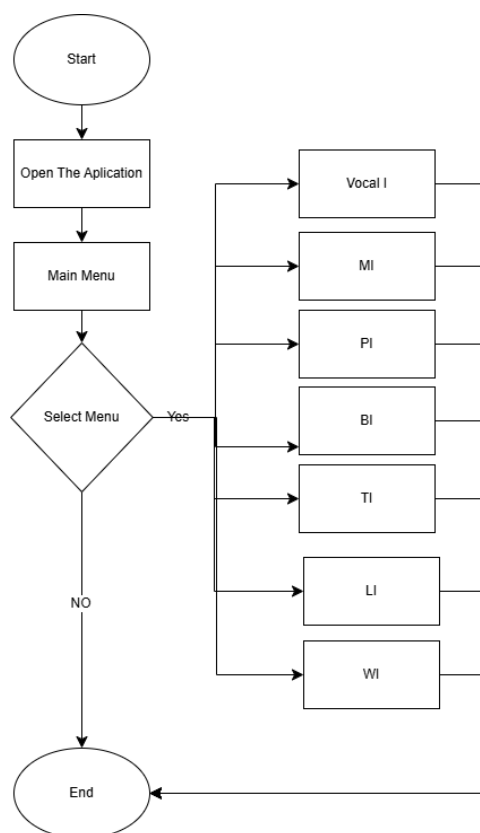 Start
Open The Aplication
Main Menu
Select Menu
Yes
NO
End
Vocal I
MI
PI
BI
TI
LI
WI